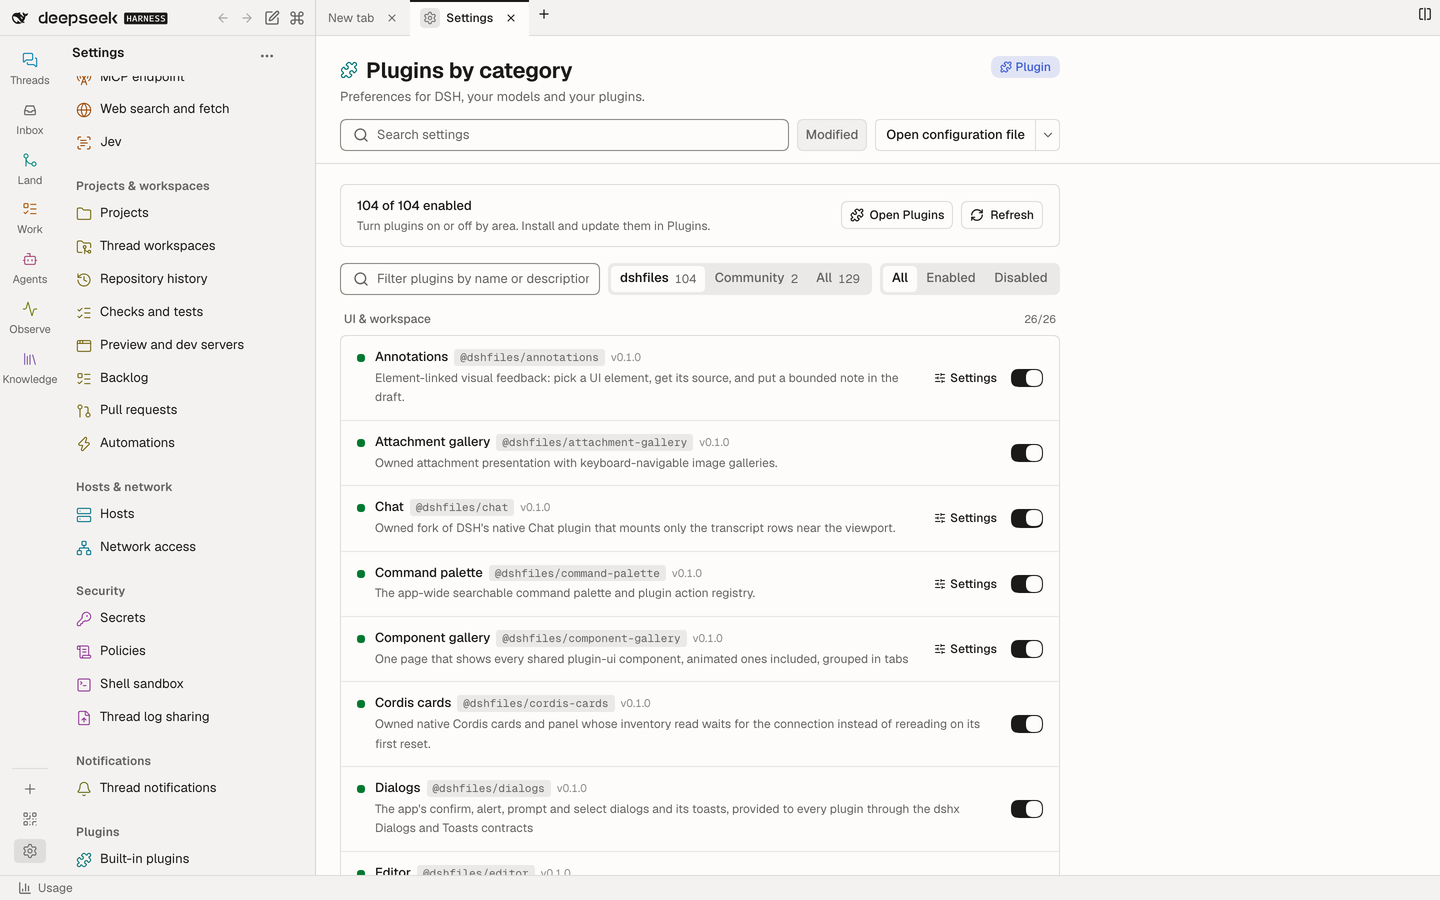 deepseek HARNESS
New tab
Settings
Threads
Inbox
Land
Work
Agents
Observe
Knowledge
Settings
MCP endpoint
Web search and fetch
Jev
Projects & workspaces
Projects
Thread workspaces
Repository history
Checks and tests
Preview and dev servers
Backlog
Pull requests
Automations
Hosts & network
Hosts
Network access
Security
Secrets
Policies
Shell sandbox
Thread log sharing
Notifications
Thread notifications
Plugins
Built-in plugins
Plugins by category
Plugin
Preferences for DSH, your models and your plugins.
Search settings
Modified
Open configuration file
104 of 104 enabled
Turn plugins on or off by area. Install and update them in Plugins.
Open Plugins
Refresh
Filter plugins by name or description
dshfiles 104
Community 2
All 129
All
Enabled
Disabled
UI & workspace
26/26
Annotations @dshfiles/annotations v0.1.0
Element-linked visual feedback: pick a UI element, get its source, and put a bounded note in the
draft.
Settings
Attachment gallery @dshfiles/attachment-gallery v0.1.0
Owned attachment presentation with keyboard-navigable image galleries.
Chat @dshfiles/chat v0.1.0
Owned fork of DSH's native Chat plugin that mounts only the transcript rows near the viewport.
Settings
Command palette @dshfiles/command-palette v0.1.0
The app-wide searchable command palette and plugin action registry.
Settings
Component gallery @dshfiles/component-gallery v0.1.0
One page that shows every shared plugin-ui component, animated ones included, grouped in tabs
Settings
Cordis cards @dshfiles/cordis-cards v0.1.0
Owned native Cordis cards and panel whose inventory read waits for the connection instead of rereading on its
first reset.
Dialogs @dshfiles/dialogs v0.1.0
The app's confirm, alert, prompt and select dialogs and its toasts, provided to every plugin through the dshx
Dialogs and Toasts contracts
Editor @dshfiles/editor v0.1.0
Usage